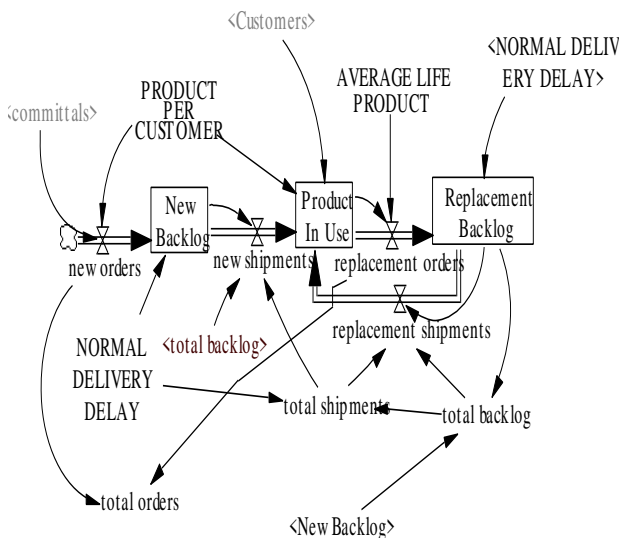 <Customers>
<NORMAL DELIV
ERY DELAY>
AVERAGE LIFE
PRODUCT
PRODUCT
PER
CUSTOMER
<committals>
New
Backlog
Product
In Use
Replacement
Backlog
new orders
new shipments
replacement orders
replacement shipments
NORMAL
DELIVERY
DELAY
<total backlog>
total shipments
total backlog
total orders
<New Backlog>